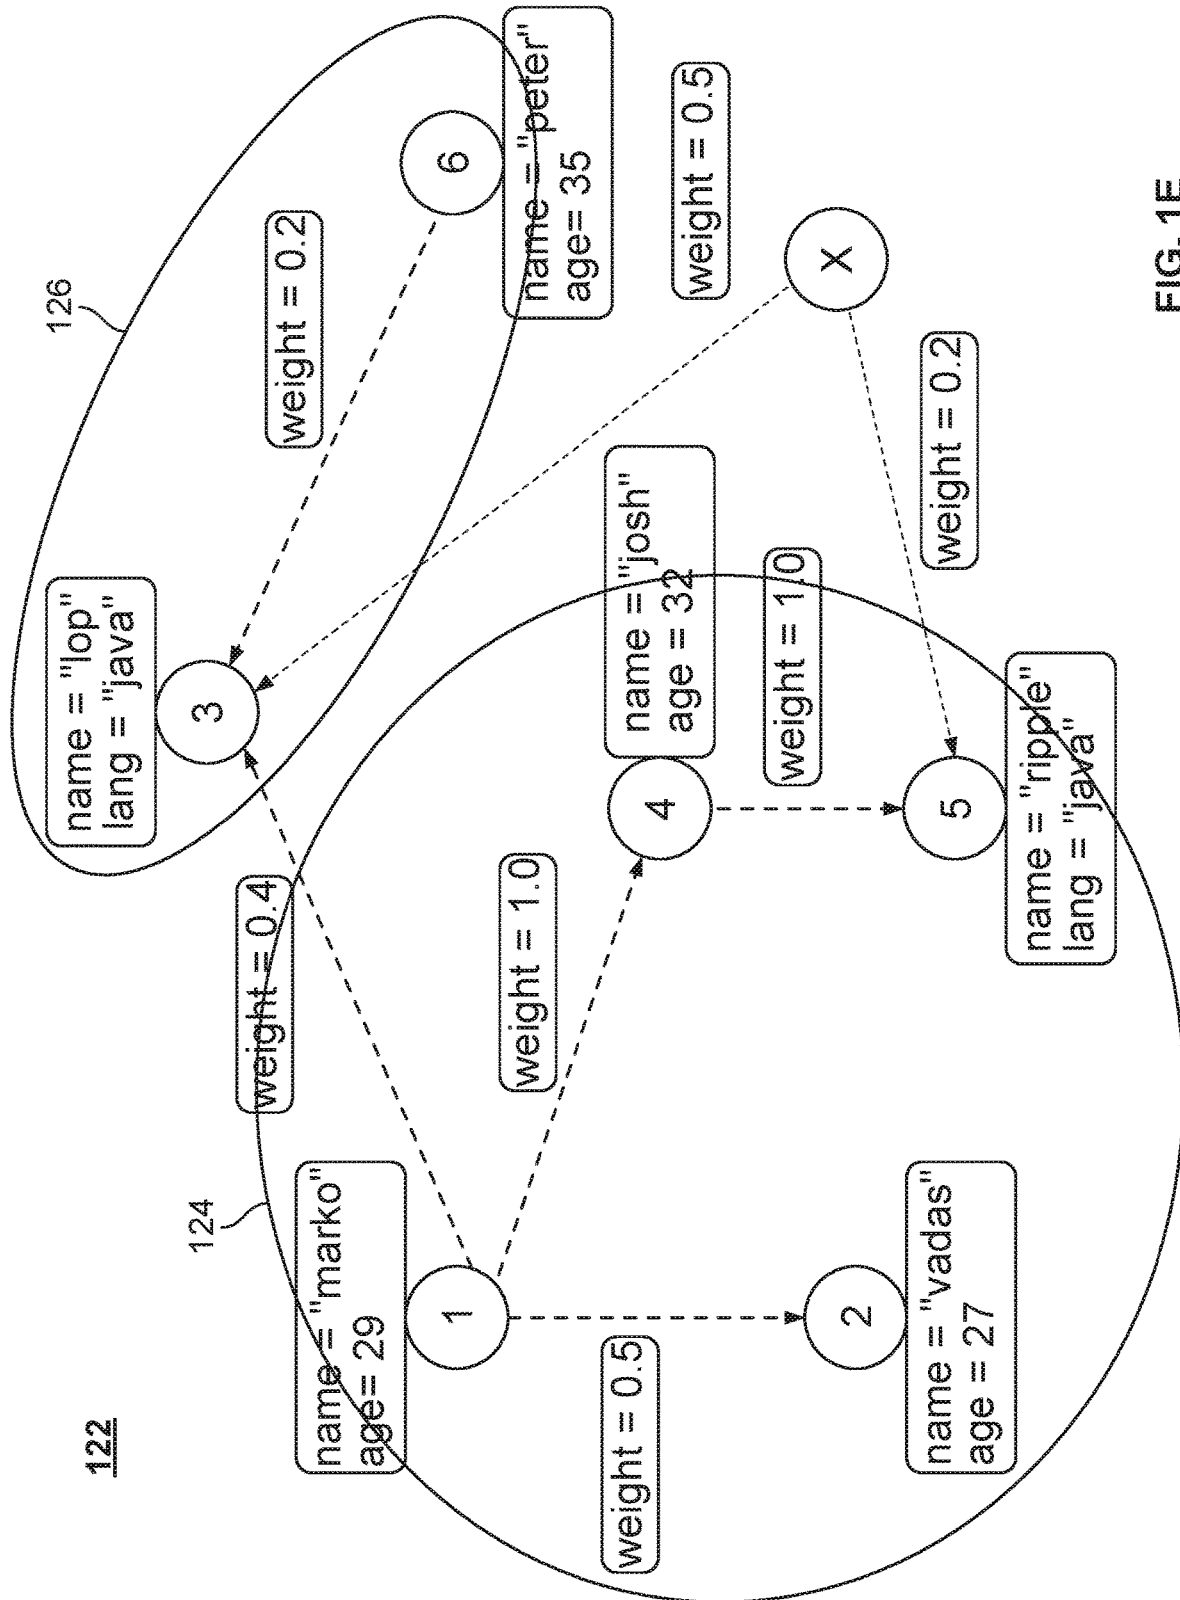 122
126
name = "lop"
lang = "java"
3
124
weight = 0.4
weight = 0.2
name = "marko"
age= 29
1
6
weight = 1.0
name ="peter"
age= 35
weight = 0.5
4
name ="josh"
age = 32
weight = 0.5
weight = 1.0
X
2
name = "vadas"
age = 27
5
weight = 0.2
name = "ripple"
lang = "java"
FIG. 1E